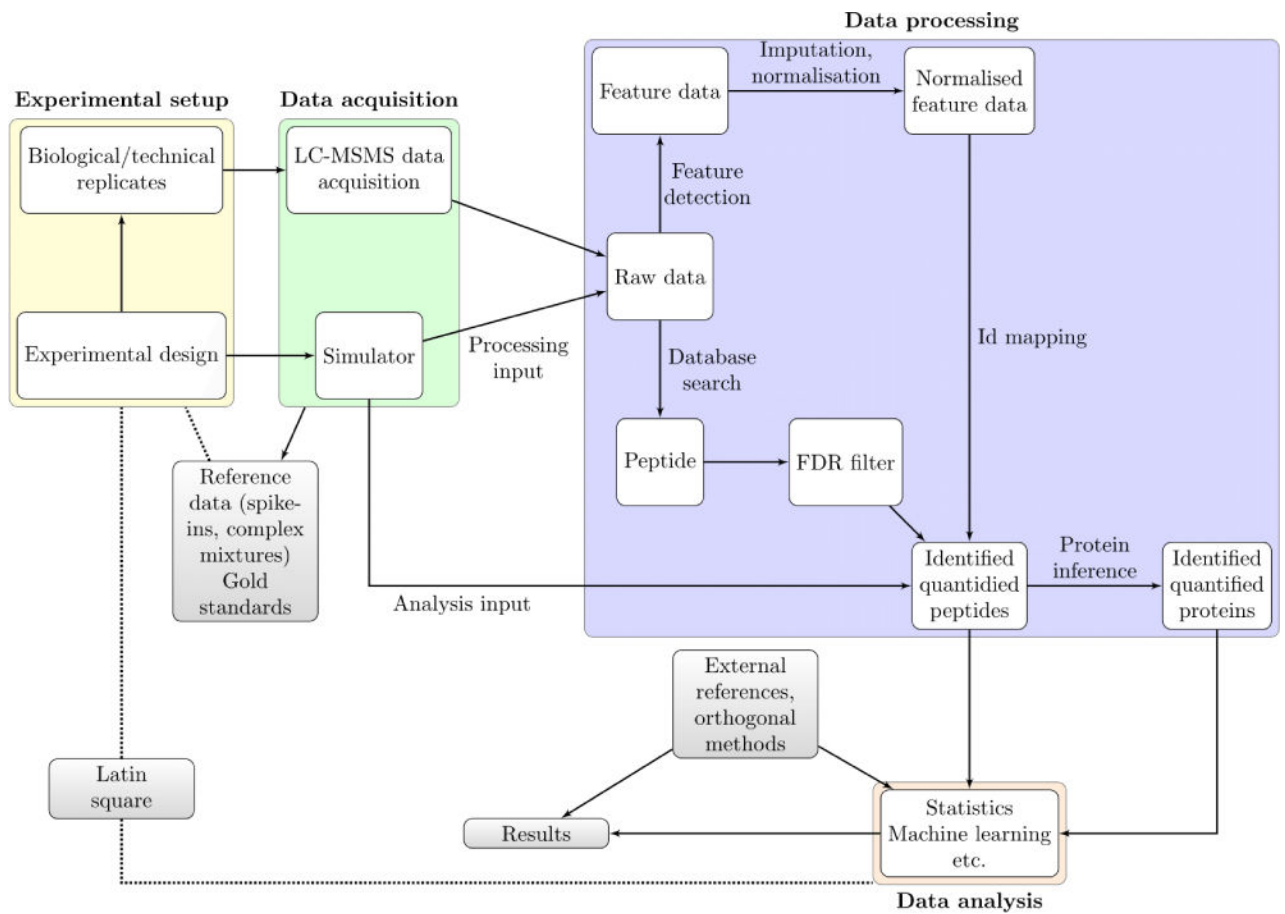 Data processing
Experimental setup
Data acquisition
Biological/technical
replicates
LC-MSMS data
acquisition
Feature data
Imputation,
normalisation
Normalised
feature data
Feature
detection
Raw data
Experimental design
Simulator
Processing
input
Database
search
Id mapping
Peptide
FDR filter
Reference
data (spike-
ins, complex
mixtures)
Gold
standards
Analysis input
Identified
quantidied
peptides
Protein
inference
Identified
quantified
proteins
External
references,
orthogonal
methods
Latin
square
Results
Statistics
Machine learning
etc.
Data analysis